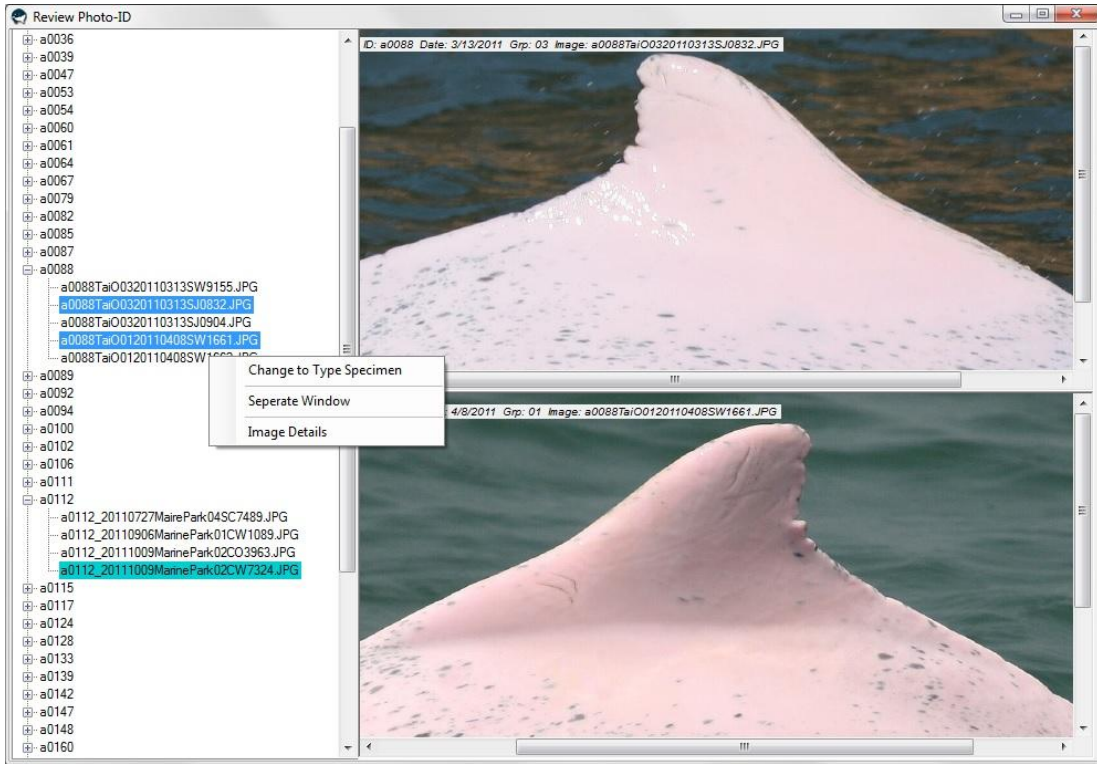 Review Photo-ID
a0036
a0039
a0047
a0053
a0054
a0060
a0061
a0064
a0067
a0079
a0082
a0085
a0087
a0088
a0088TaiO0320110313SW9155.JPG
a0088TaiO0320110313SJ0832.JPG
a0088TaiO0320110313SJ0904.JPG
a0088TaiO0120110408SW1661.JPG
a0089
a0092
a0094
a0100
a0102
a0106
a0111
a0112
a0112_20110727MairePark04SC7489.JPG
a0112_20110906MarinePark01CW1089.JPG
a0112_20111009MarinePark02CO3963.JPG
a0112_20111009MarinePark02CW7324.JPG
a0115
a0117
a0124
a0128
a0133
a0139
a0142
a0147
a0148
a0160
Change to Type Specimen
Seperate Window
Image Details
ID: a0088 Date: 3/13/2011 Grp: 03 Image: a0088TaiO0320110313SJ0832.JPG
4/8/2011 Grp: 01 Image: a0088TaiO0120110408SW1661.JPG